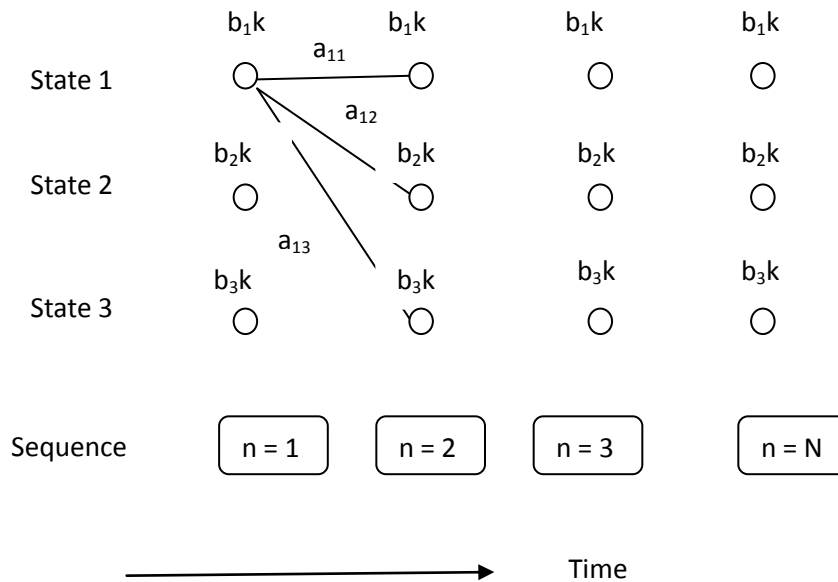 b₁k b₁k b₁k b₁k
a₁₁
State 1
a₁₂
b₂k b₂k b₂k b₂k
State 2
a₁₃
b₃k b₃k b₃k b₃k
State 3
Sequence n = 1 n = 2 n = 3 n = N
Time